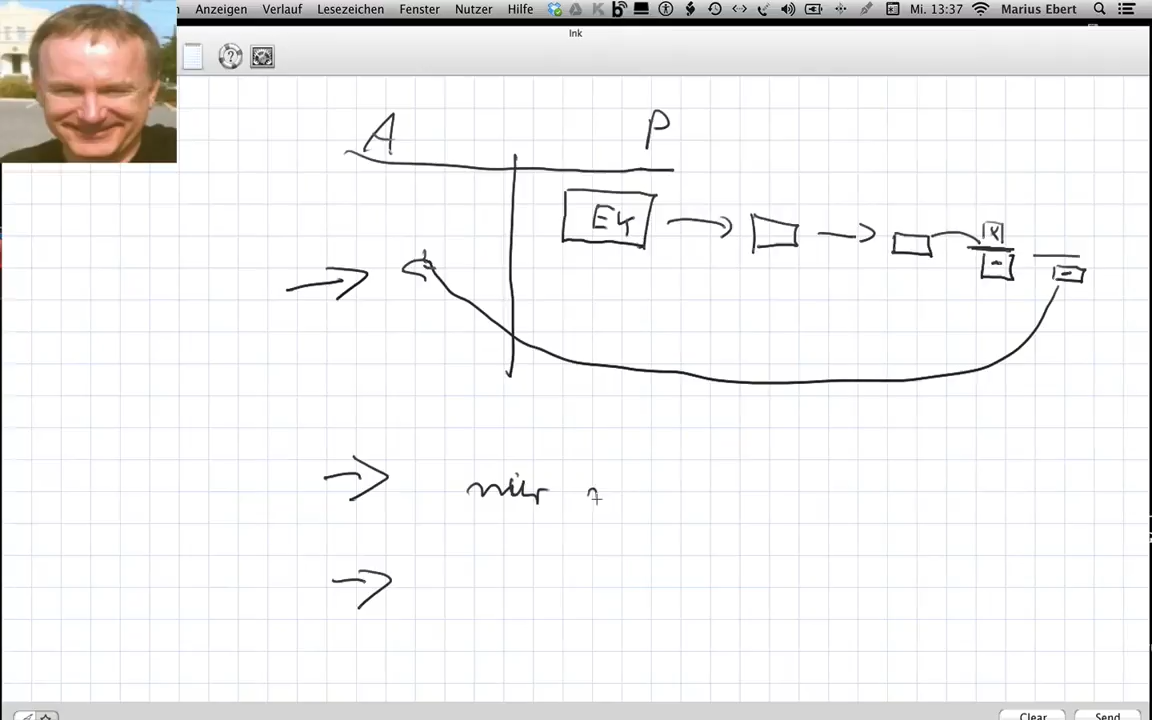 Anzeigen Verlauf Lesezeichen Fenster Nutzer Hilfe Mi. 13:37 Marius Ebert
Ink
A P
EK
nur
Clear Send